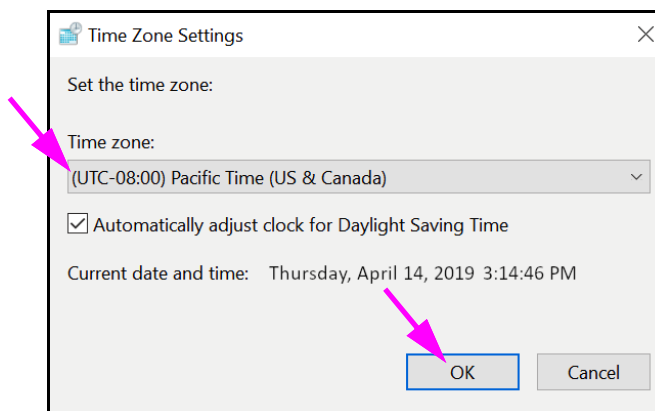 Time Zone Settings
Set the time zone:
Time zone:
(UTC-08:00) Pacific Time (US & Canada)
Automatically adjust clock for Daylight Saving Time
Current date and time: Thursday, April 14, 2019 3:14:46 PM
OK Cancel